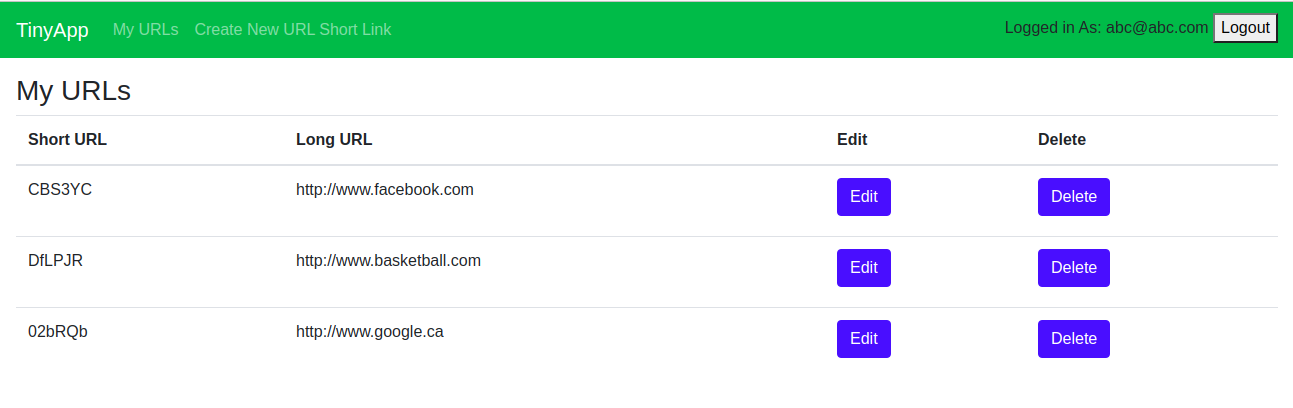 TinyApp My URLs Create New URL Short Link Logged in As: abc@abc.com Logout
My URLs
Short URL Long URL Edit Delete
CBS3YC http://www.facebook.com Edit Delete
DfLPJR http://www.basketball.com Edit Delete
02bRQb http://www.google.ca Edit Delete